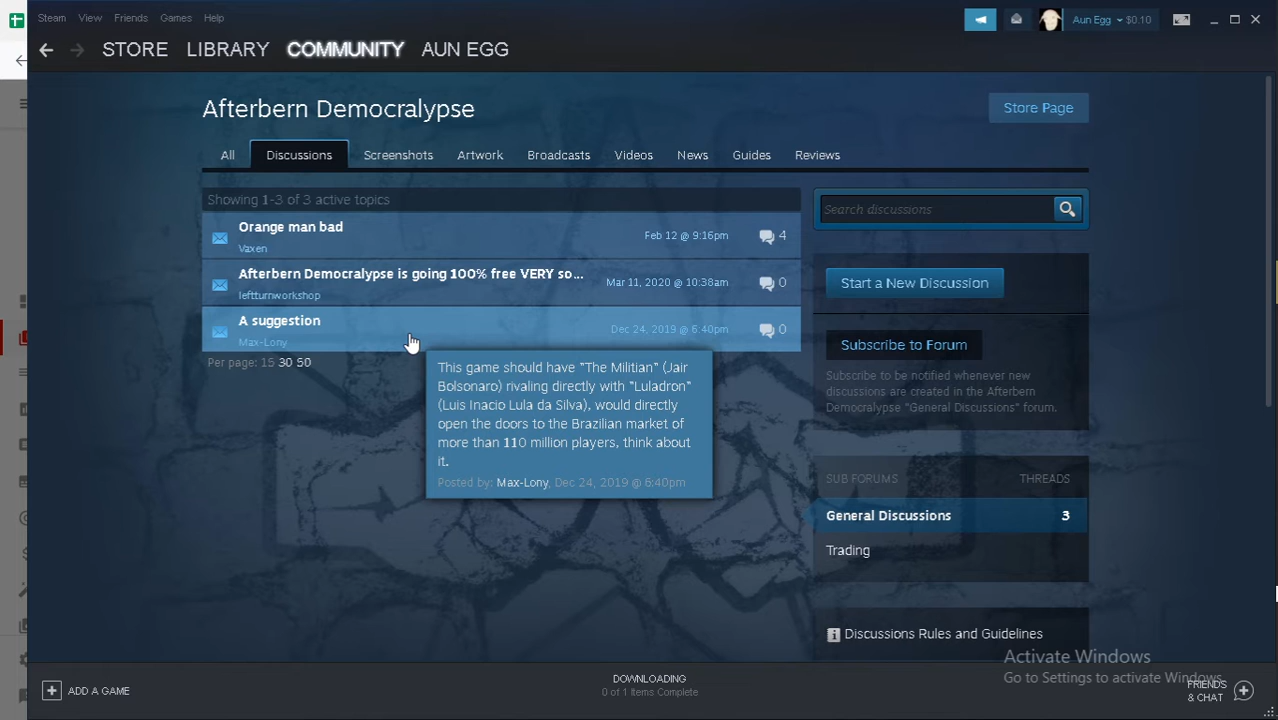 Steam View Friends Games Help
Aun Egg $0.10
STORE LIBRARY COMMUNITY AUN EGG
Afterbern Democralypse
Store Page
All Discussions Screenshots Artwork Broadcasts Videos News Guides Reviews
Showing 1-3 of 3 active topics
Search discussions
Orange man bad
Vaxen
Feb 12 @ 9:16pm
4
Afterbern Democralypse is going 100% free VERY so...
leftturnworkshop
Mar 11, 2020 @ 10:38am
0
A suggestion
Max-Lony
Dec 24, 2019 @ 5:40pm
0
Per page: 15 30 50
This game should have "The Militian" (Jair
Bolsonaro) rivaling directly with "Luladron"
(Luis Inacio Lula da Silva), would directly
open the doors to the Brazilian market of
more than 110 million players, think about
it.
Posted by: Max-Lony, Dec 24, 2019 @ 5:40pm
Start a New Discussion
Subscribe to Forum
Subscribe to be notified whenever new
discussions are created in the Afterbern
Democralypse "General Discussions" forum.
SUB FORUMS THREADS
General Discussions 3
Trading
Discussions Rules and Guidelines
Activate Windows
Go to Settings to activate Windows.
ADD A GAME
DOWNLOADING
0 of 1 Items Complete
FRIENDS
& CHAT